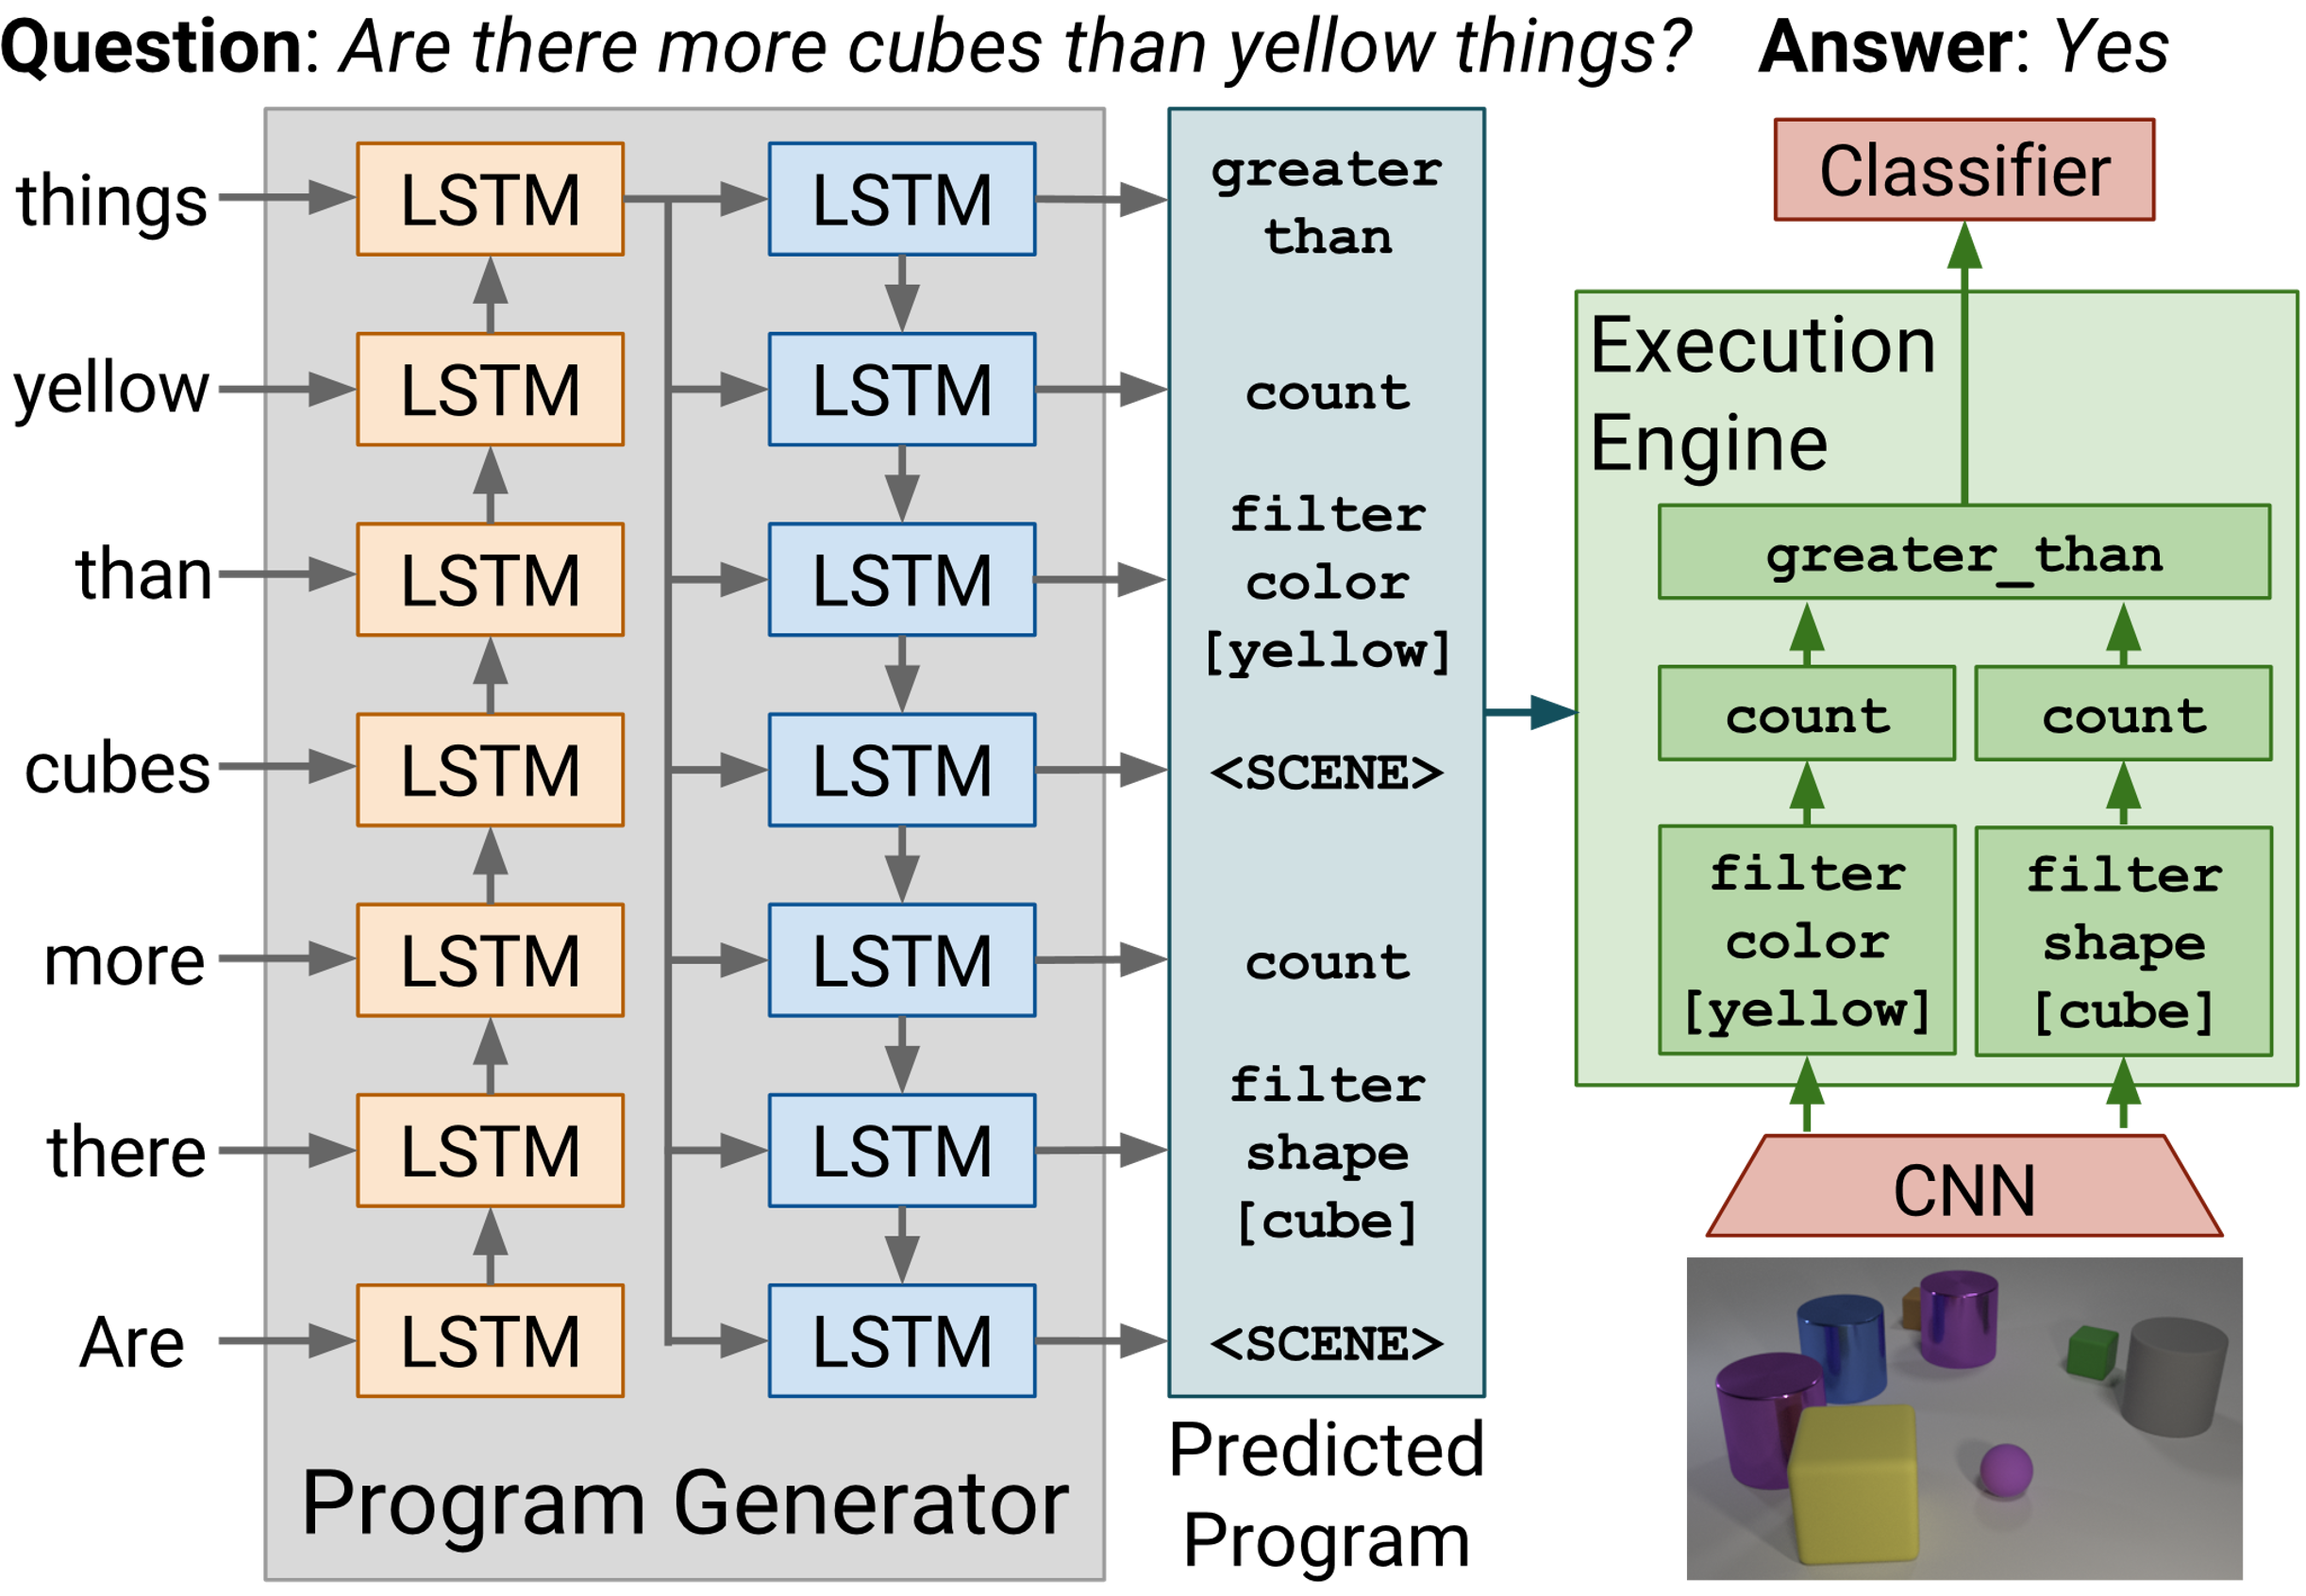 Question: Are there more cubes than yellow things? Answer: Yes
things
LSTM
LSTM
greater
than
yellow
LSTM
LSTM
count
than
LSTM
LSTM
filter
color
[yellow]
cubes
LSTM
LSTM
<SCENE>
more
LSTM
LSTM
count
there
LSTM
LSTM
filter
shape
[cube]
Are
LSTM
LSTM
<SCENE>
Program Generator
Predicted
Program
Classifier
Execution
Engine
greater_than
count
count
filter
color
[yellow]
filter
shape
[cube]
CNN